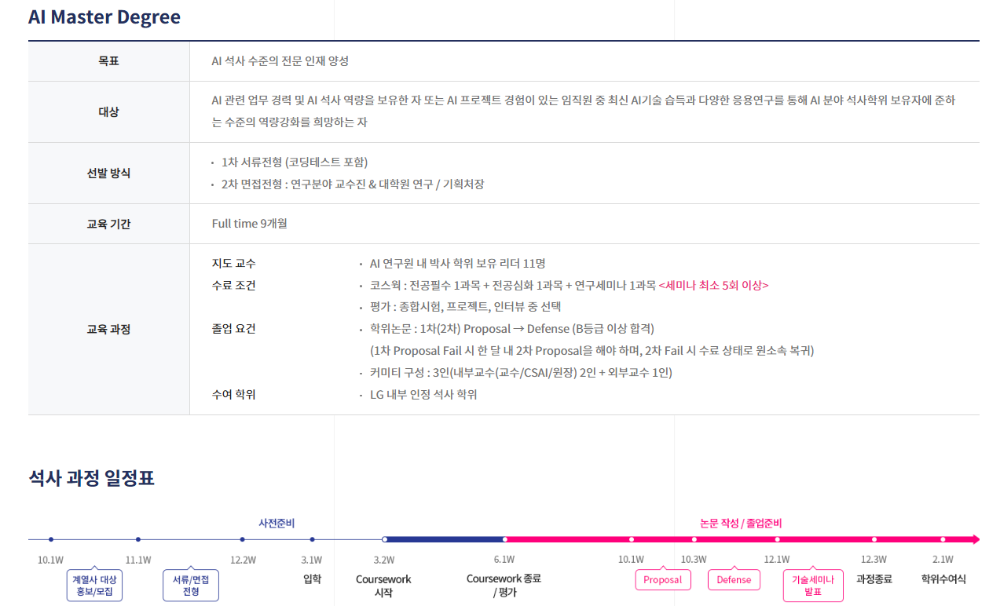 AI Master Degree
목표
AI 석사 수준의 전문 인재 양성
대상
AI 관련 업무 경력 및 AI 석사 역량을 보유한 자 또는 AI 프로젝트 경험이 있는 임직원 중 최신 AI기술 습득과 다양한 응용연구를 통해 AI 분야 석사학위 보유자에 준하
는 수준의 역량강화를 희망하는 자
선발 방식
· 1차 서류전형 (코딩테스트 포함)
· 2차 면접전형 : 연구분야 교수진 & 대학원 연구 / 기획처장
교육 기간
Full time 9개월
교육 과정
지도 교수 · AI 연구원 내 박사 학위 보유 리더 11명
수료 조건 · 코스웍 : 전공필수 1과목 + 전공심화 1과목 + 연구세미나 1과목 <세미나 최소 5회 이상>
· 평가 : 종합시험, 프로젝트, 인터뷰 중 선택
졸업 요건 · 학위논문 : 1차(2차) Proposal → Defense (B등급 이상 합격)
(1차 Proposal Fail 시 한 달 내 2차 Proposal을 해야 하며, 2차 Fail 시 수료 상태로 원소속 복귀)
· 커미티 구성 : 3인(내부교수(교수/CSAI/원장) 2인 + 외부교수 1인)
수여 학위 · LG 내부 인정 석사 학위
석사 과정 일정표
사전준비
논문 작성 / 졸업준비
10.1W 11.1W 12.2W 3.1W 3.2W 6.1W 10.1W 10.3W 12.1W 12.3W 2.1W
계열사 대상
홍보/모집
서류/면접
전형
입학
Coursework
시작
Coursework 종료
/ 평가
Proposal
Defense
기술세미나
발표
과정종료
학위수여식